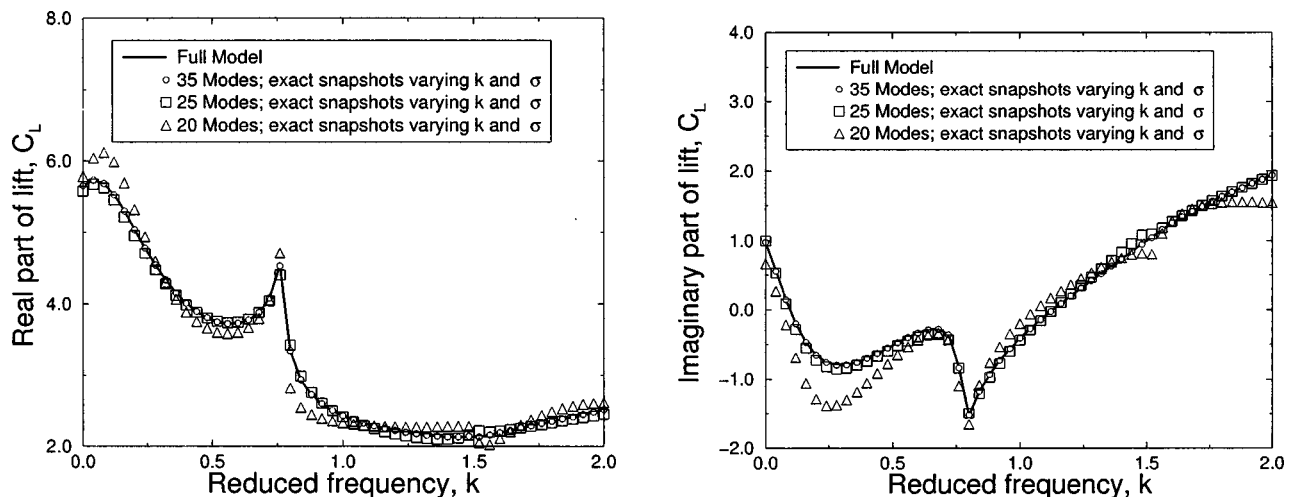 8.0
6.0
4.0
2.0
Real part of lift, C_L
Full Model
35 Modes; exact snapshots varying k and σ
25 Modes; exact snapshots varying k and σ
20 Modes; exact snapshots varying k and σ
0.0 0.5 1.0 1.5 2.0
Reduced frequency, k
4.0
3.0
2.0
1.0
0.0
−1.0
−2.0
Imaginary part of lift, C_L
Full Model
35 Modes; exact snapshots varying k and σ
25 Modes; exact snapshots varying k and σ
20 Modes; exact snapshots varying k and σ
0.0 0.5 1.0 1.5 2.0
Reduced frequency, k